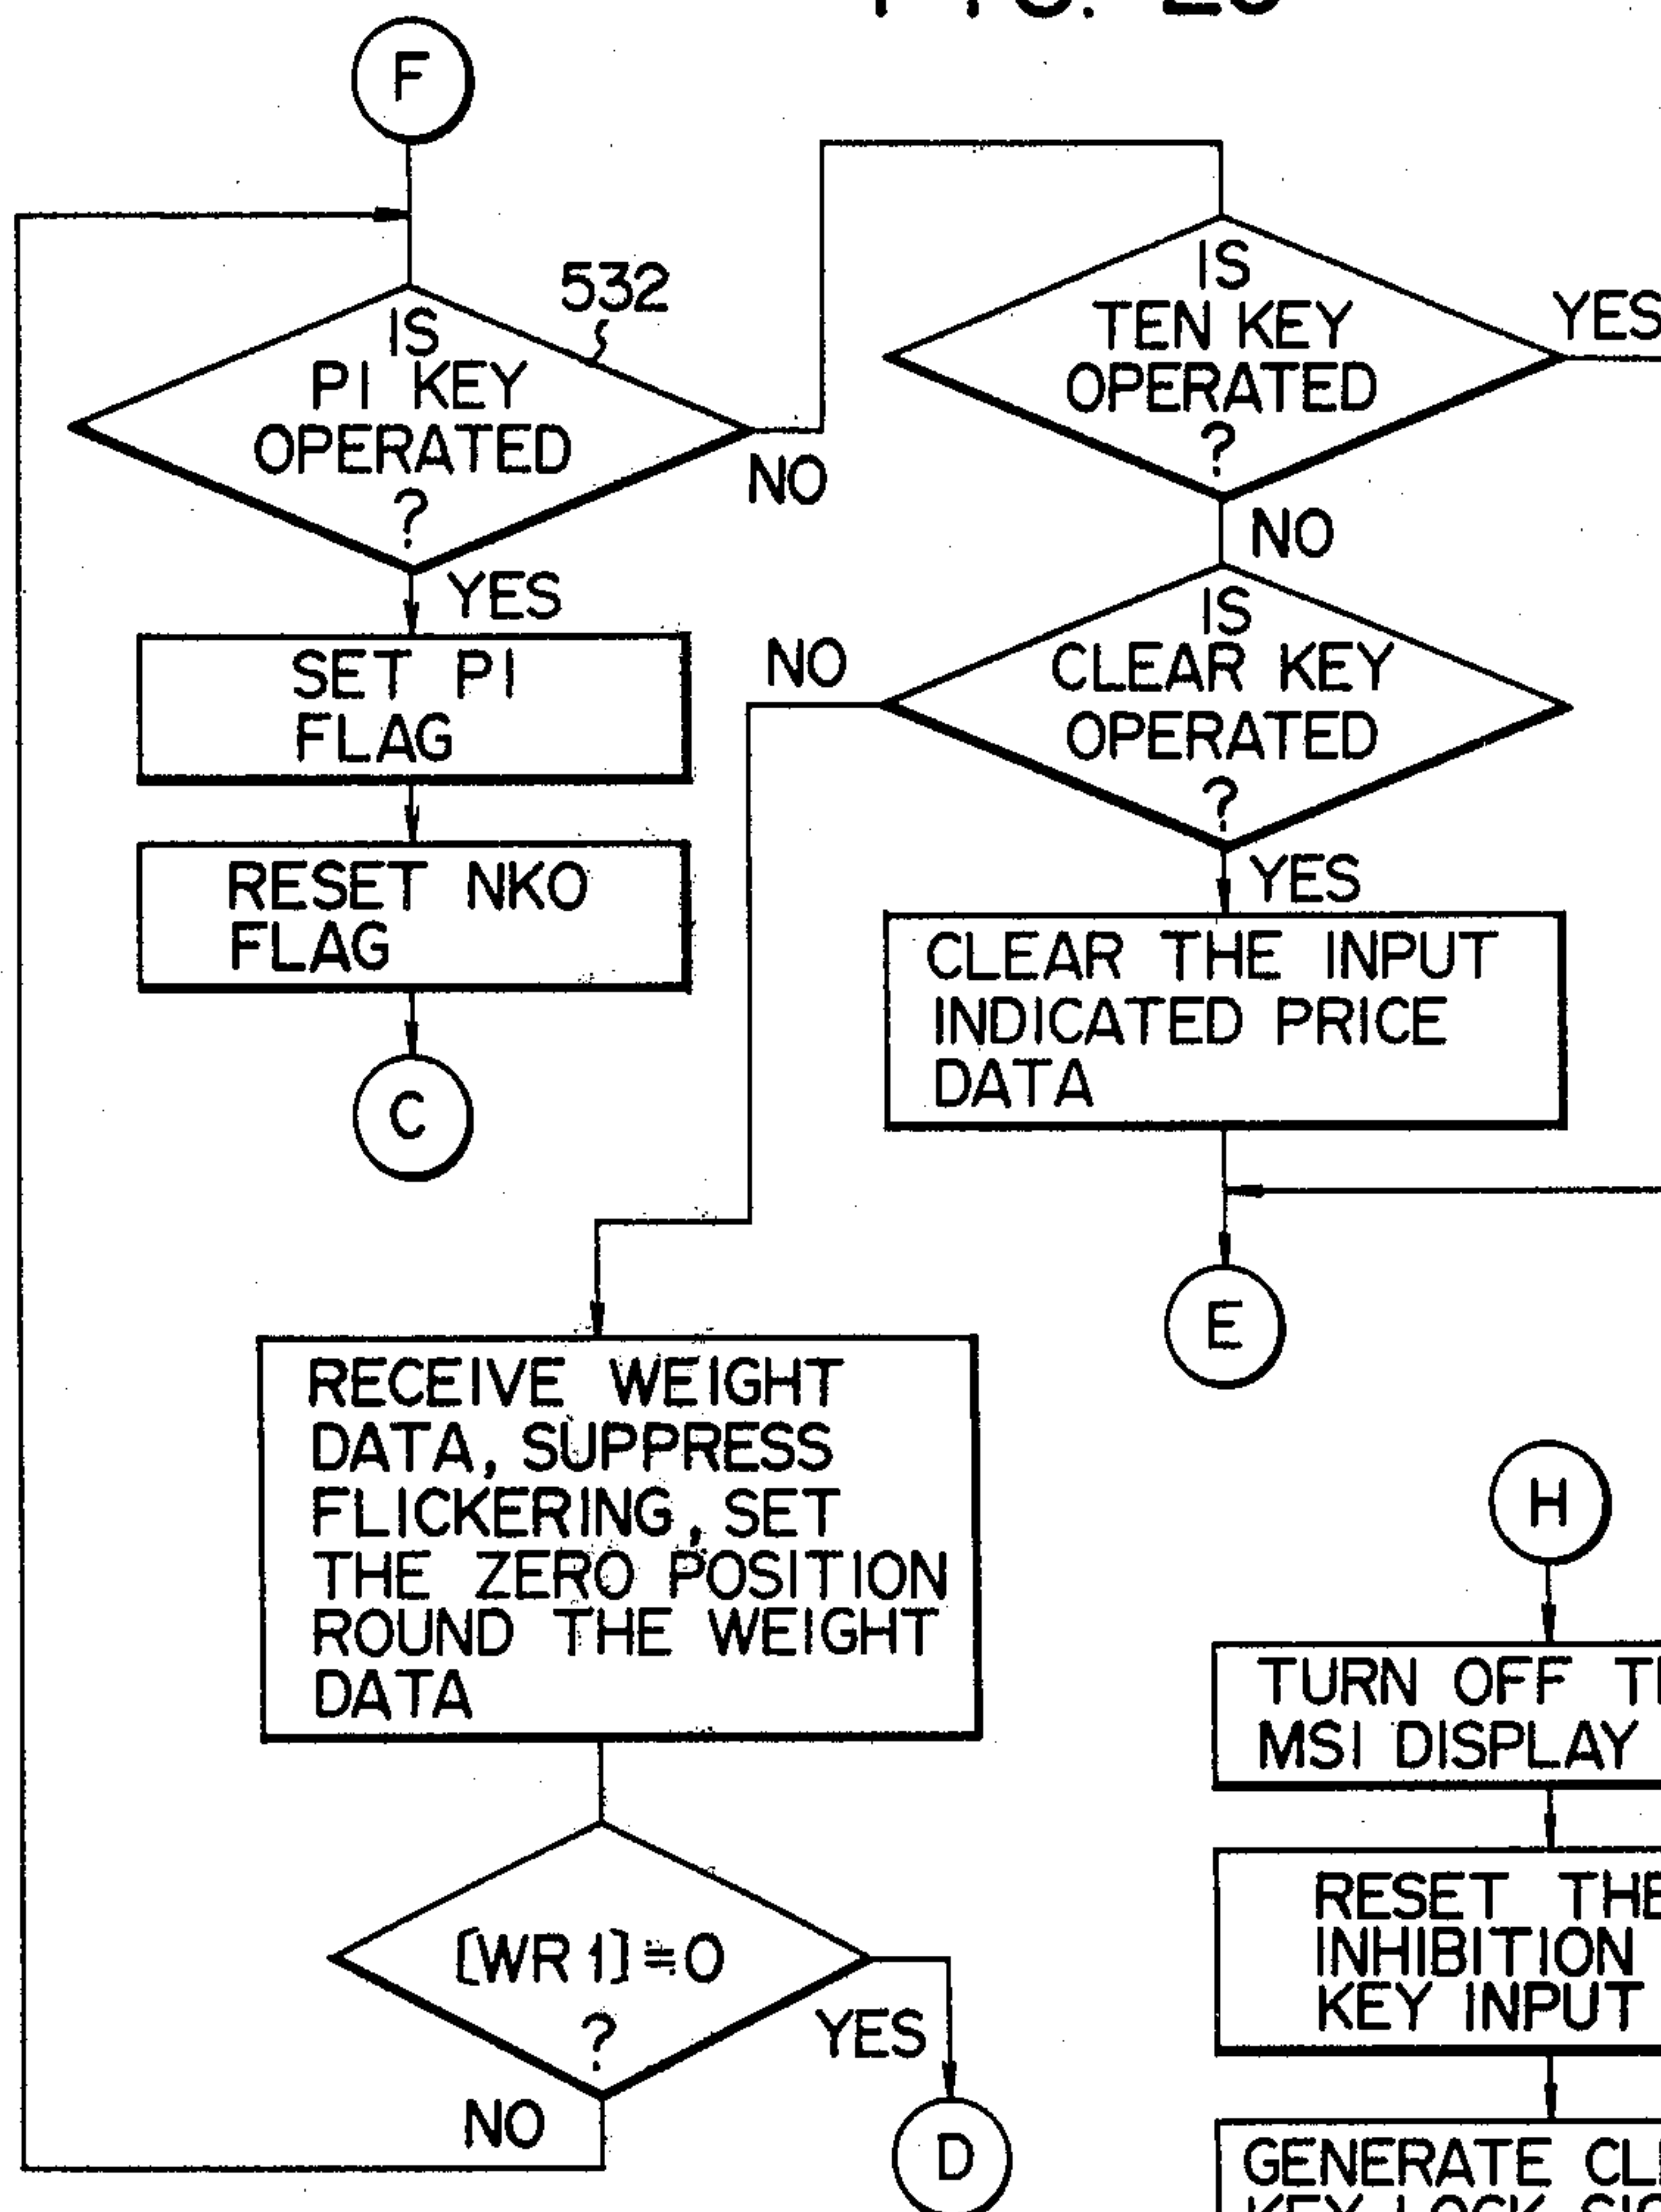 F
532
IS
PI KEY
OPERATED
?
NO
YES
SET PI
FLAG
RESET NKO
FLAG
C
IS
TEN KEY
OPERATED
?
YES
NO
IS
CLEAR KEY
OPERATED
?
NO
YES
CLEAR THE INPUT
INDICATED PRICE
DATA
E
RECEIVE WEIGHT
DATA, SUPPRESS
FLICKERING, SET
THE ZERO POSITION
ROUND THE WEIGHT
DATA
[WR 1]=0
?
YES
NO
D
H
TURN OFF
MSI DISPLAY
RESET THE
INHIBITION
KEY INPUT
GENERATE
KEY LOCK